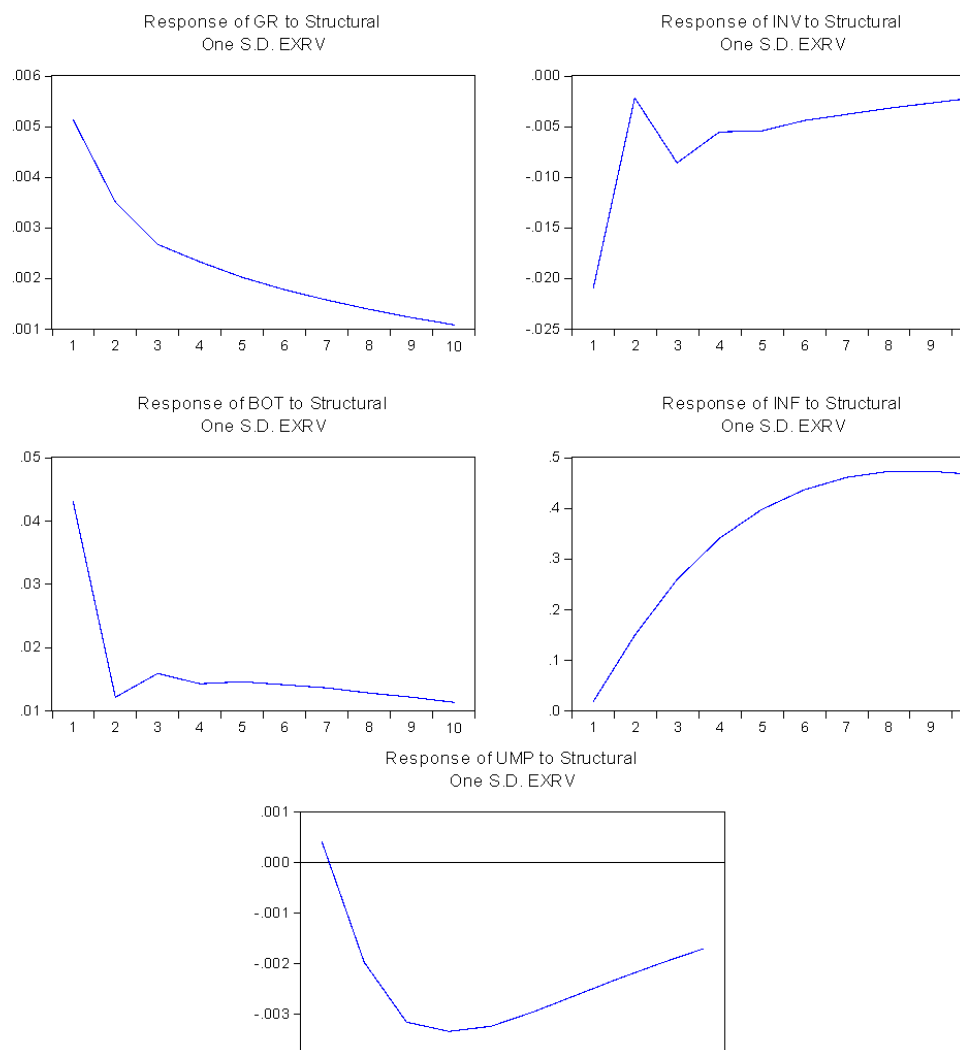 Response of GR to Structural
One S.D. EXRV
.006
.005
.004
.003
.002
.001
1 2 3 4 5 6 7 8 9 10
Response of INV to Structural
One S.D. EXRV
.000
-.005
-.010
-.015
-.020
-.025
1 2 3 4 5 6 7 8 9
Response of BOT to Structural
One S.D. EXRV
.05
.04
.03
.02
.01
1 2 3 4 5 6 7 8 9 10
Response of INF to Structural
One S.D. EXRV
.5
.4
.3
.2
.1
.0
1 2 3 4 5 6 7 8 9
Response of UMP to Structural
One S.D. EXRV
.001
.000
-.001
-.002
-.003